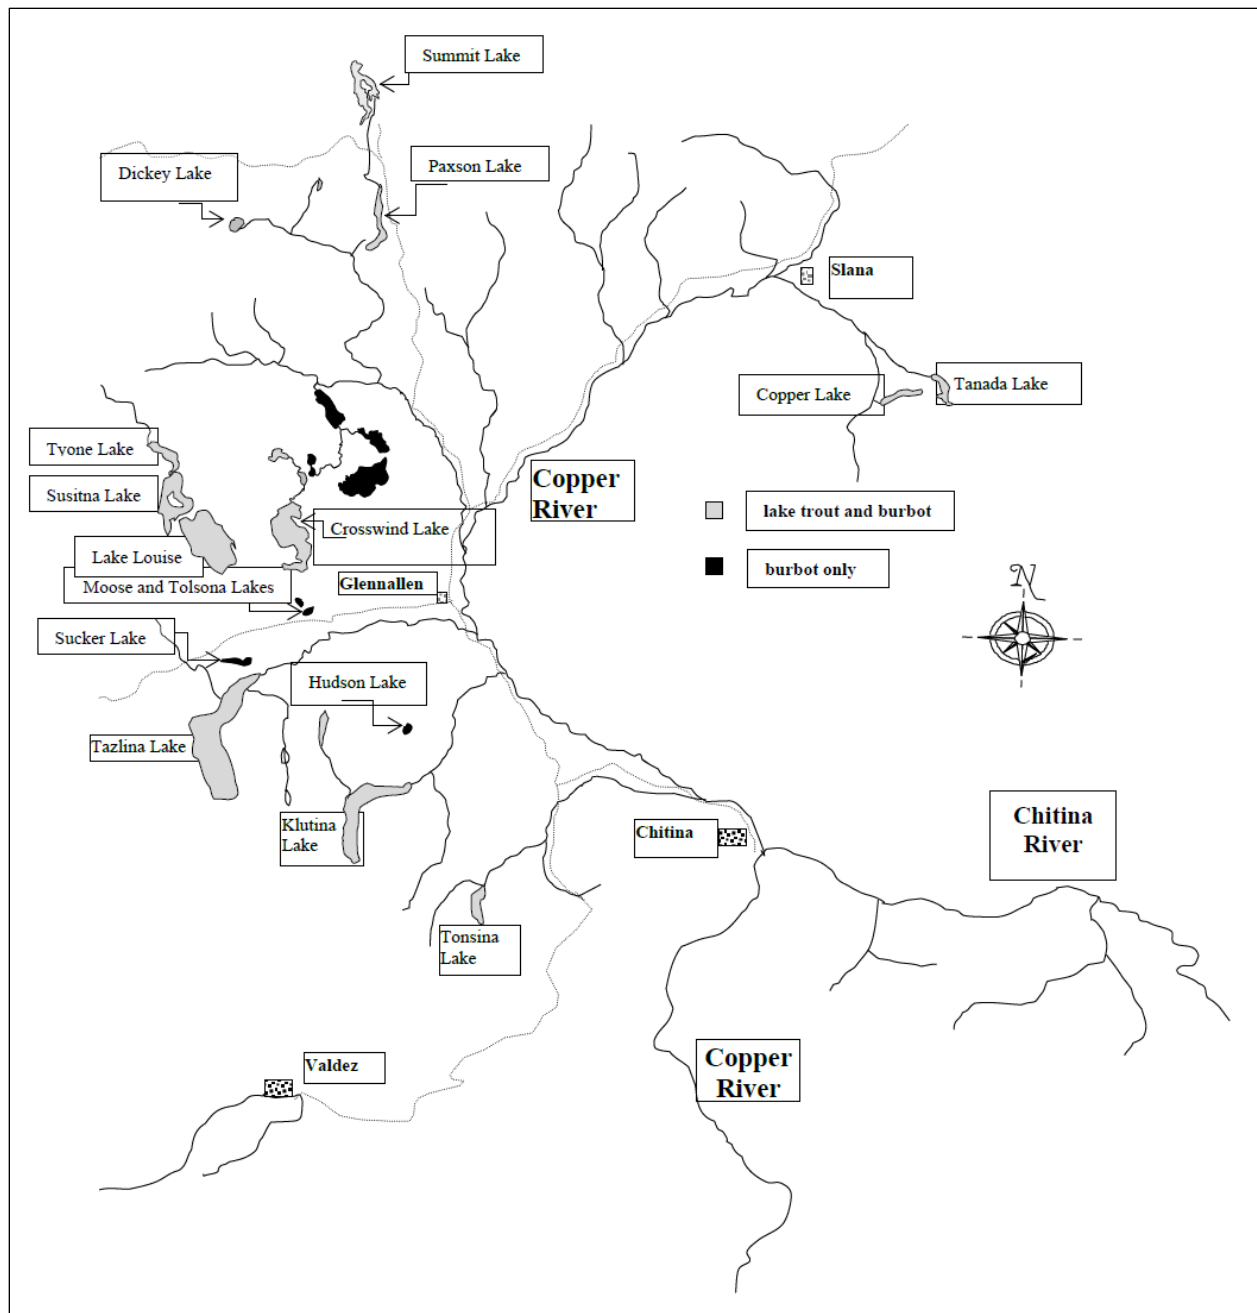 Summit Lake
Dickey Lake
Paxson Lake
Slana
Copper Lake
Tanada Lake
Tyone Lake
Susitna Lake
Copper
River
lake trout and burbot
Crosswind Lake
Lake Louise
burbot only
Moose and Tolsona Lakes
Glennallen
N
Sucker Lake
Hudson Lake
Tazlina Lake
Klutina
Lake
Chitina
Chitina
River
Tonsina
Lake
Valdez
Copper
River